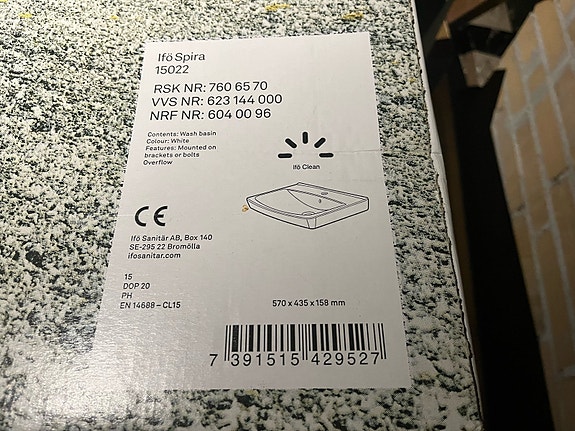 Ifö Spira
15022
RSK NR: 760 65 70
VVS NR: 623 144 000
NRF NR: 604 00 96
Contents: Wash basin
Colour: White
Features: Mounted on
brackets or bolts
Overflow
Ifö Clean
CE
Ifö Sanitär AB, Box 140
SE-295 22 Bromölla
ifosanitar.com
15
DOP 20
PH
EN 14688 – CL15
570 x 435 x 158 mm
7 391515 429527